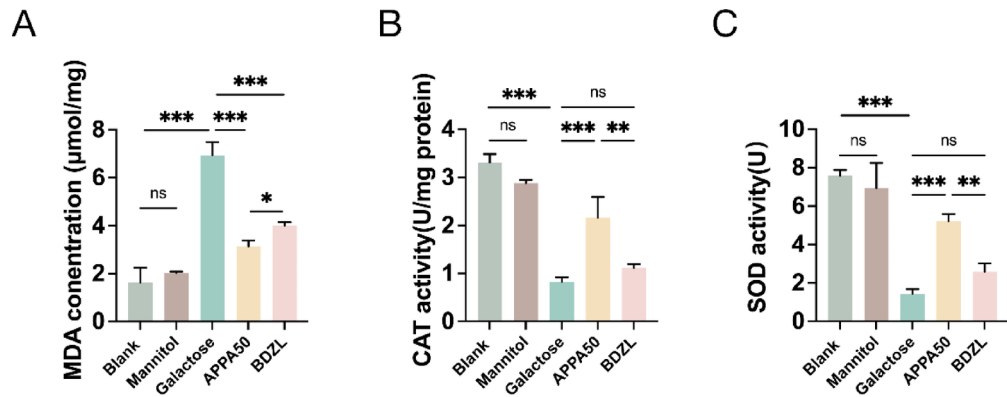 A
MDA conentration (μmol/mg)
8
6
4
2
0
***
***
***
ns
*
Blank
Mannitol
Galactose
APPA50
BDZL
B
CAT activity(U/mg protein)
4
3
2
1
0
***
ns
ns
***
**
Blank
Mannitol
Galactose
APPA50
BDZL
C
SOD activity(U)
10
8
6
4
2
0
***
ns
ns
***
**
Blank
Mannitol
Galactose
APPA50
BDZL